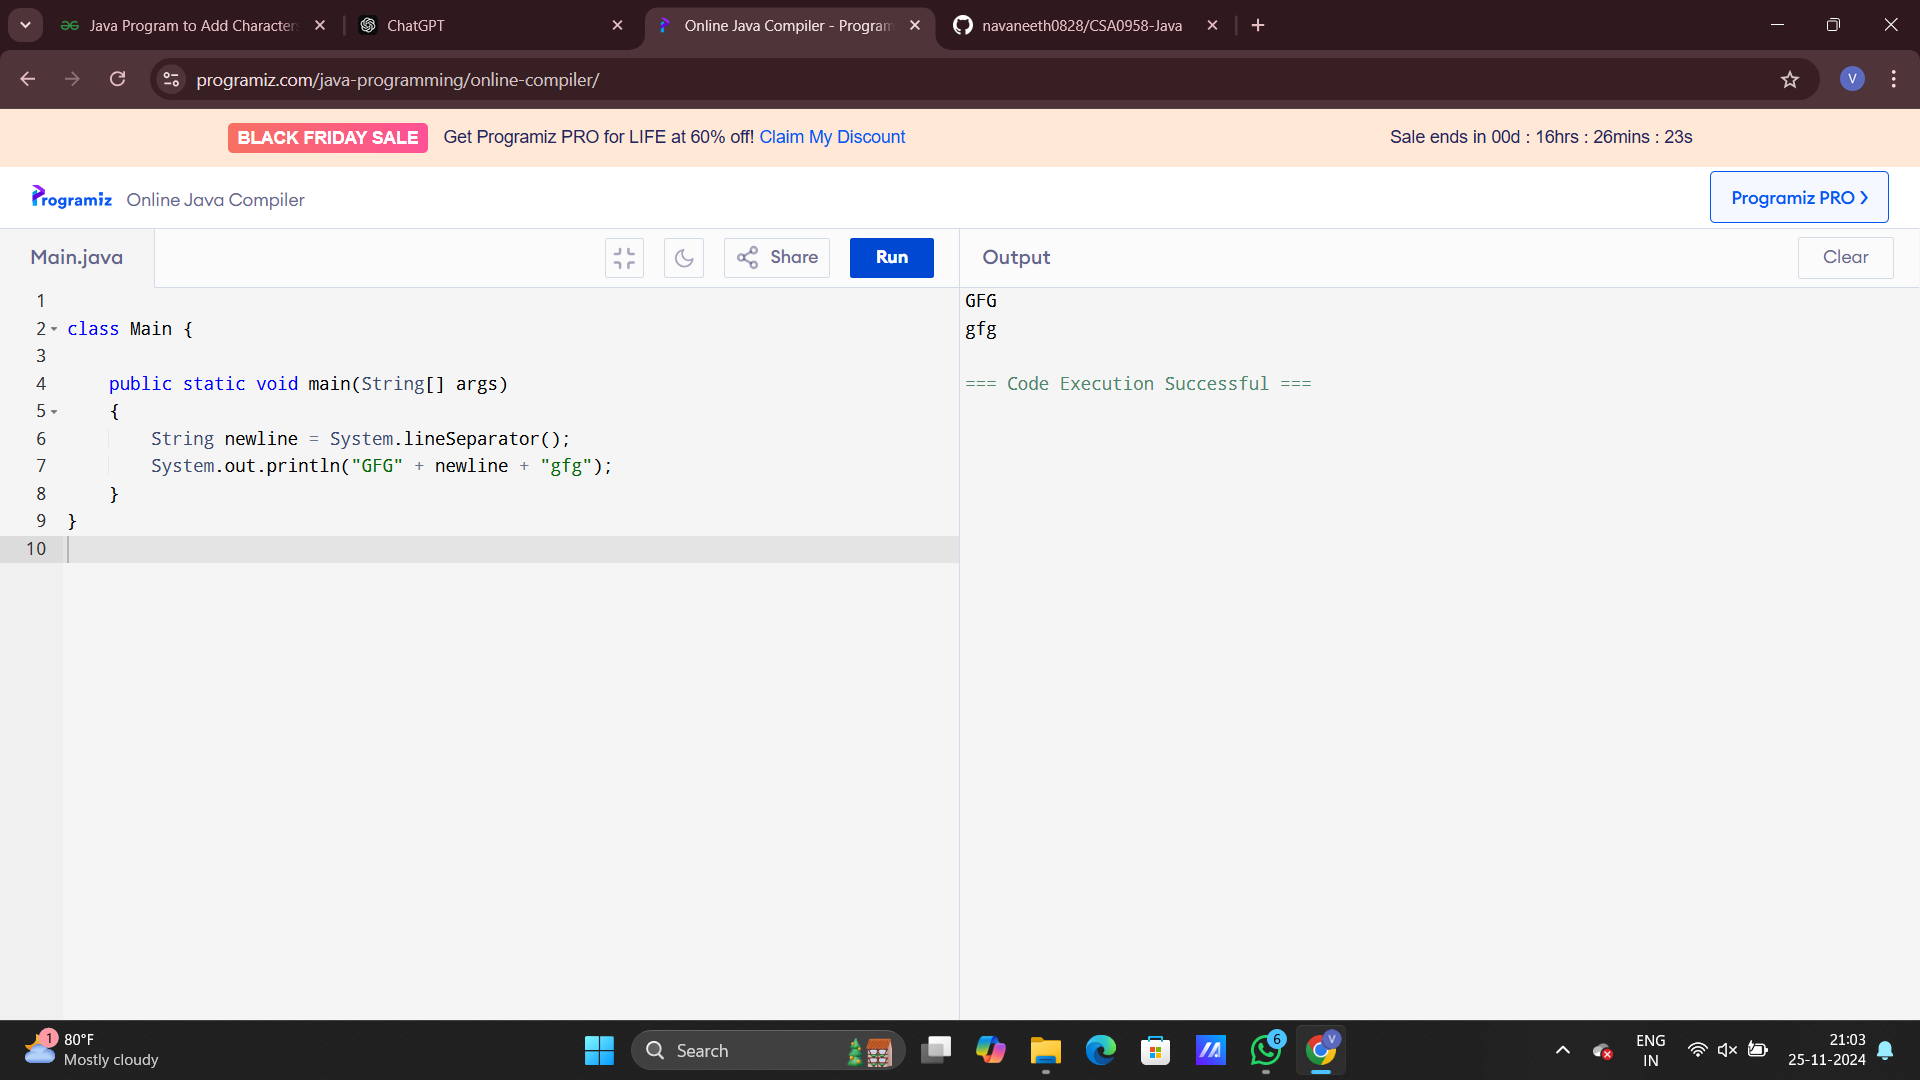 Java Program to Add Character
ChatGPT
Online Java Compiler - Program
navaneeth0828/CSA0958-Java
programiz.com/java-programming/online-compiler/
V
BLACK FRIDAY SALE Get Programiz PRO for LIFE at 60% off! Claim My Discount
Sale ends in 00d : 16hrs : 26mins : 23s
Programiz Online Java Compiler
Programiz PRO
Main.java
Share
Run
Output
Clear
1
2 class Main {
3
4 public static void main(String[] args)
5 {
6 String newline = System.lineSeparator();
7 System.out.println("GFG" + newline + "gfg");
8 }
9 }
10
GFG
gfg
=== Code Execution Successful ===
1
80°F
Mostly cloudy
Search
6
V
ENG
IN
21:03
25-11-2024